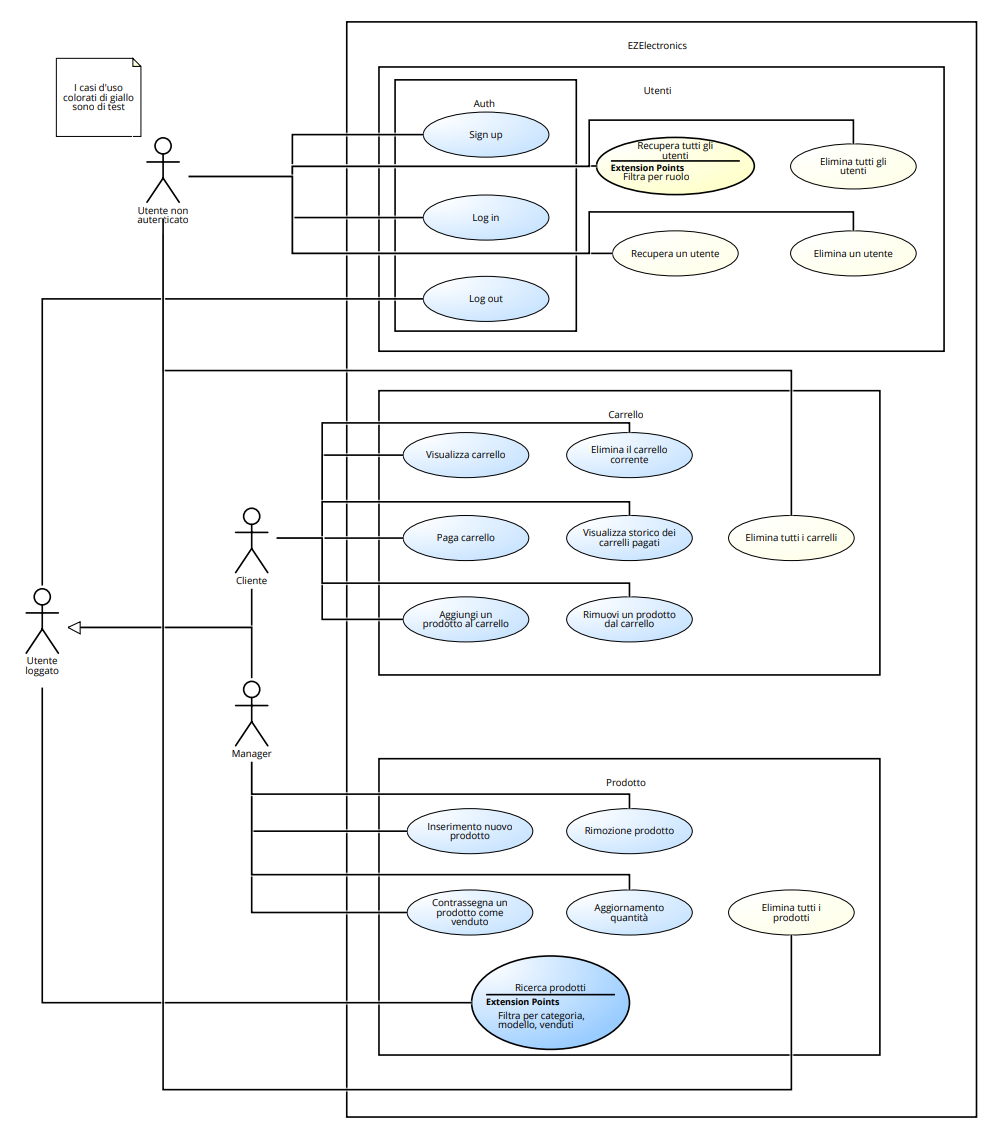 EZElectronics
I casi d'uso
colorati di giallo
sono di test
Utenti
Auth
Sign up
Recupera tutti gli
utenti
Extension Points
Filtra per ruolo
Elimina tutti gli
utenti
Utente non
autenticato
Log in
Recupera un utente
Elimina un utente
Log out
Carrello
Visualizza carrello
Elimina il carrello
corrente
Paga carrello
Visualizza storico dei
carrelli pagati
Elimina tutti i carrelli
Cliente
Aggiungi un
prodotto al carrello
Rimuovi un prodotto
dal carrello
Utente
loggato
Manager
Prodotto
Inserimento nuovo
prodotto
Rimozione prodotto
Contrassegna un
prodotto come
venduto
Aggiornamento
quantità
Elimina tutti i
prodotti
Ricerca prodotti
Extension Points
Filtra per categoria,
modello, venduti